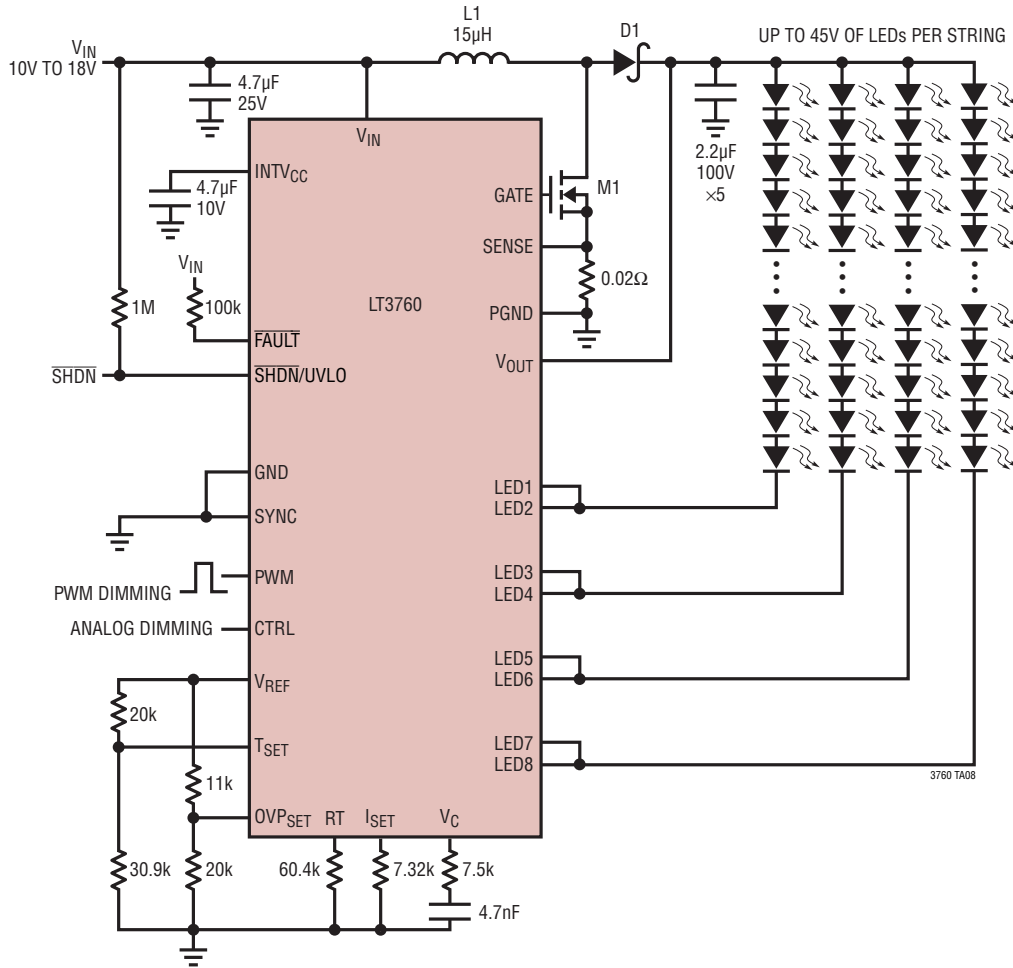 L1
15µH
D1
UP TO 45V OF LEDs PER STRING
VIN
10V TO 18V
4.7µF
25V
VIN
2.2µF
100V
×5
INTVCC
4.7µF
10V
GATE
M1
SENSE
0.02Ω
VIN
100k
1M
LT3760
PGND
FAULT
VOUT
SHDN
SHDN/UVLO
GND
SYNC
LED1
LED2
PWM
PWM DIMMING
LED3
LED4
ANALOG DIMMING
CTRL
LED5
LED6
VREF
20k
TSET
LED7
LED8
3760 TA08
11k
OVPSET
RT
ISET
VC
30.9k
20k
60.4k
7.32k
7.5k
4.7nF